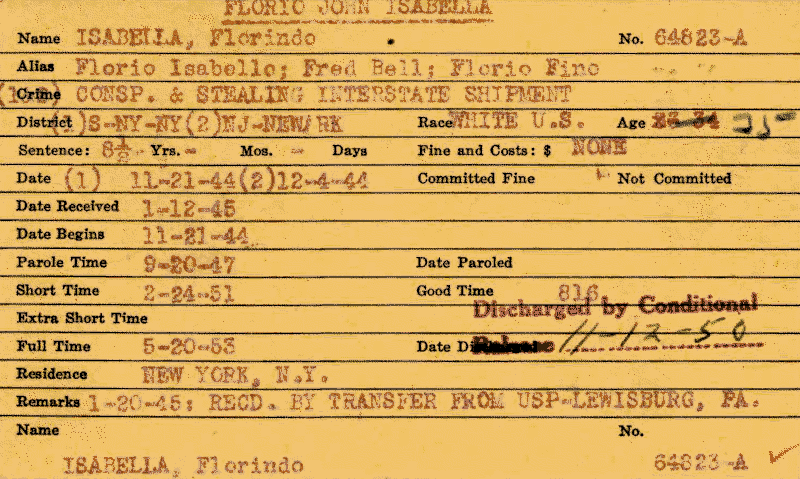 FLORIO JOHN ISABELLA
Name ISABELLA, Florindo No. 64823-A
Alias Florio Isabello; Fred Bell; Florio Fino
Crime CONSP. & STEALING INTERSTATE SHIPMENT
District (1)S-NY-NY(2)NJ-NEWARK Race WHITE U.S. Age 34 35
Sentence: 8½ - Yrs. - Mos. - Days Fine and Costs: $ NONE
Date (1) 11-21-44(2)12-4-44 Committed Fine Not Committed
Date Received 1-12-45
Date Begins 11-21-44
Parole Time 9-20-47 Date Paroled
Short Time 2-24-51 Good Time 816
Discharged by Conditional
Extra Short Time
Full Time 5-20-53 Date Release 11-12-50
Residence NEW YORK, N.Y.
Remarks 1-20-45: RECD. BY TRANSFER FROM USP-LEWISBURG, PA.
Name No.
ISABELLA, Florindo 64823-A